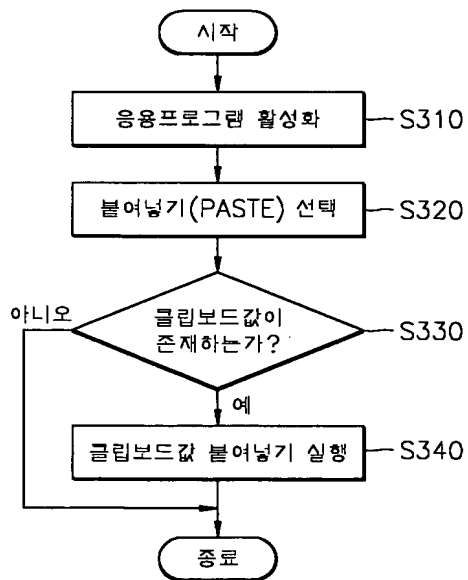 시작
응용프로그램 활성화
S310
붙여넣기(PASTE) 선택
S320
클립보드값이
존재하는가?
S330
아니오
예
클립보드값 붙여넣기 실행
S340
종료